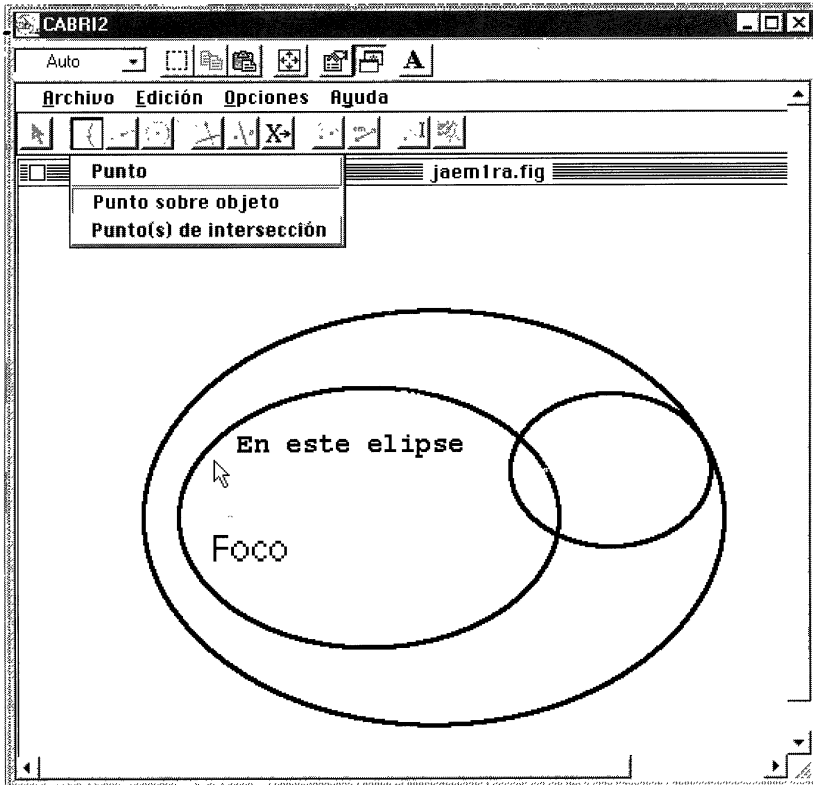 CABRI2
Auto
A
Archivo Edición Opciones Ayuda
X
I
jaem1ra.fig
Punto
Punto sobre objeto
Punto(s) de intersección
En este elipse
Foco